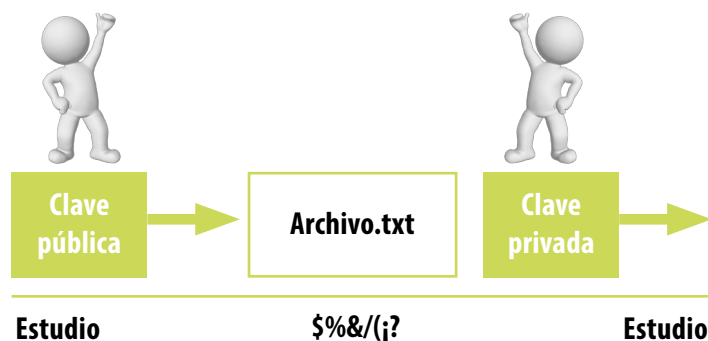 Clave
pública
Archivo.txt
Clave
privada
Estudio
$%&/(¡?
Estudio